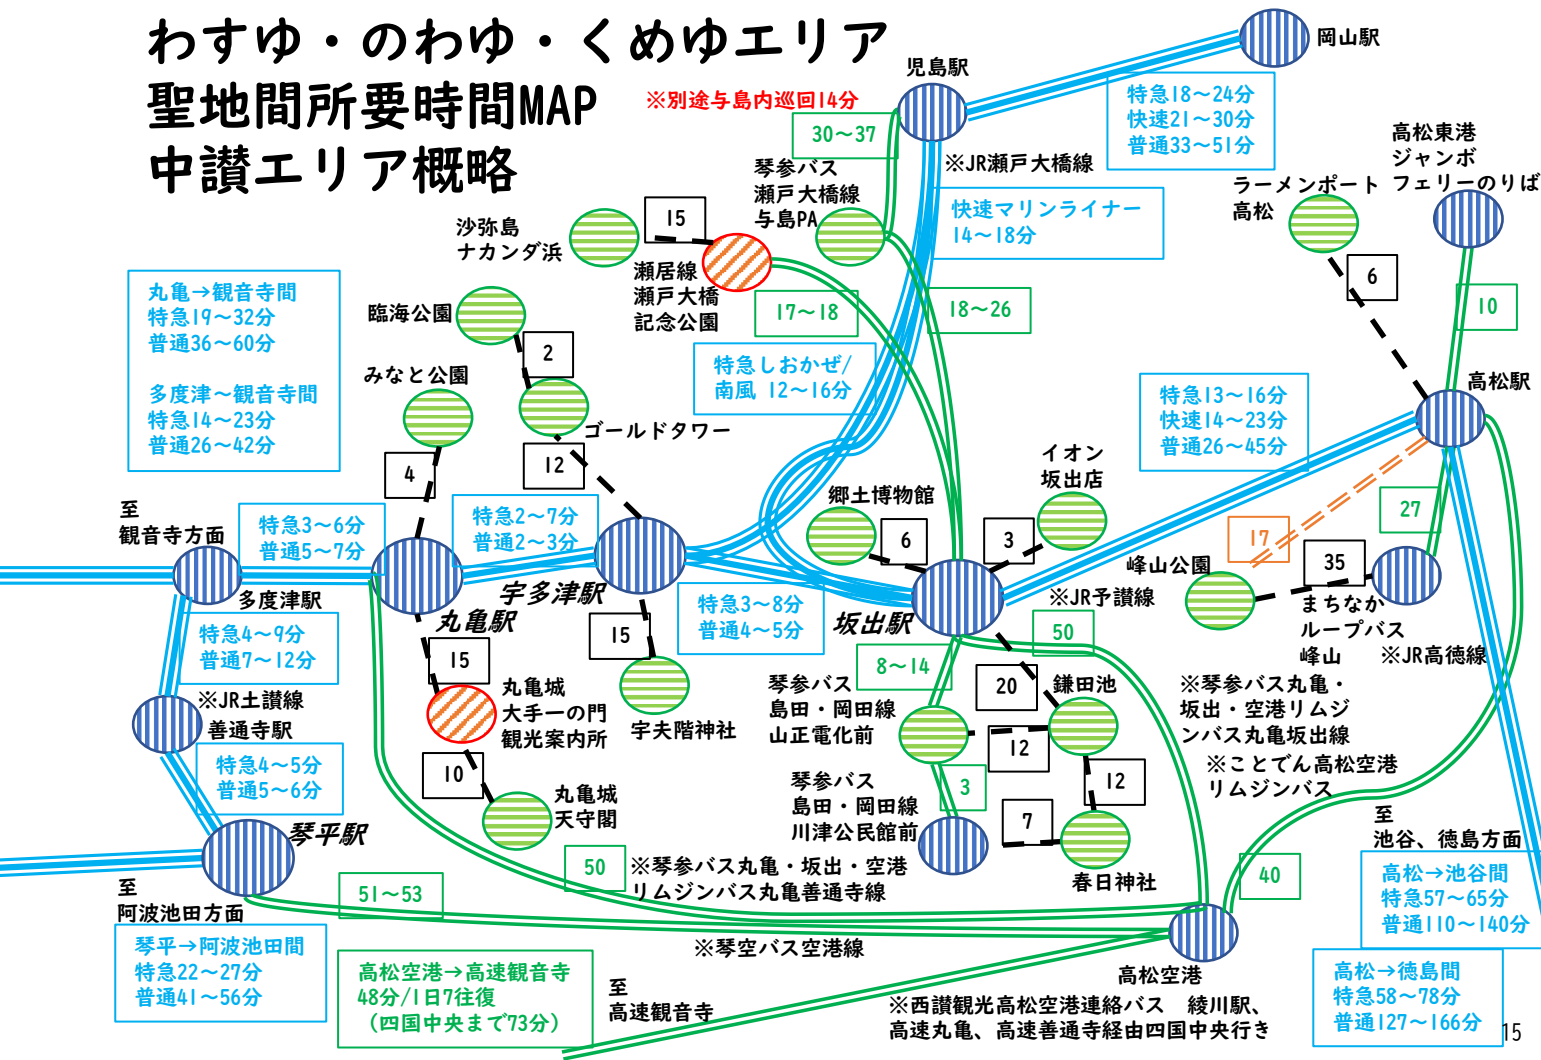 わすゆ・のわゆ・くめゆエリア
聖地間所要時間MAP
中讃エリア概略
※別途与島内巡回14分
児島駅
岡山駅
30～37
特急18～24分
快速21～30分
普通33～51分
※JR瀬戸大橋線
高松東港
ジャンボ
フェリーのりば
ラーメンポート
高松
琴参バス
瀬戸大橋線
与島PA
快速マリンライナー
14～18分
15
沙弥島
ナカンダ浜
瀬居線
瀬戸大橋
記念公園
17～18
18～26
6
10
丸亀→観音寺間
特急19～32分
普通36～60分
多度津～観音寺間
特急14～23分
普通26～42分
臨海公園
2
みなと公園
特急しおかぜ/
南風 12～16分
ゴールドタワー
12
4
特急13～16分
快速14～23分
普通26～45分
高松駅
イオン
坂出店
郷土博物館
6
3
至
観音寺方面
特急3～6分
普通5～7分
特急2～7分
普通2～3分
27
17
35
峰山公園
まちなか
ループバス
峰山
多度津駅
丸亀駅
宇多津駅
坂出駅
※JR予讃線
※JR高徳線
特急3～8分
普通4～5分
特急4～9分
普通7～12分
15
15
8～14
50
※JR土讃線
善通寺駅
丸亀城
大手一の門
観光案内所
宇夫階神社
琴参バス
島田・岡田線
山正電化前
20
鎌田池
12
12
※琴参バス丸亀・
坂出・空港リムジ
ンバス丸亀坂出線
※ことでん高松空港
リムジンバス
特急4～5分
普通5～6分
10
丸亀城
天守閣
琴参バス
島田・岡田線
川津公民館前
3
7
春日神社
琴平駅
50
※琴参バス丸亀・坂出・空港
リムジンバス丸亀善通寺線
至
池谷、徳島方面
高松→池谷間
特急57～65分
普通110～140分
40
至
阿波池田方面
51～53
琴平→阿波池田間
特急22～27分
普通41～56分
※琴空バス空港線
高松空港→高速観音寺
48分/1日7往復
（四国中央まで73分）
至
高速観音寺
高松空港
※西讃観光高松空港連絡バス 綾川駅、
高速丸亀、高速善通寺経由四国中央行き
高松→徳島間
特急58～78分
普通127～166分
15